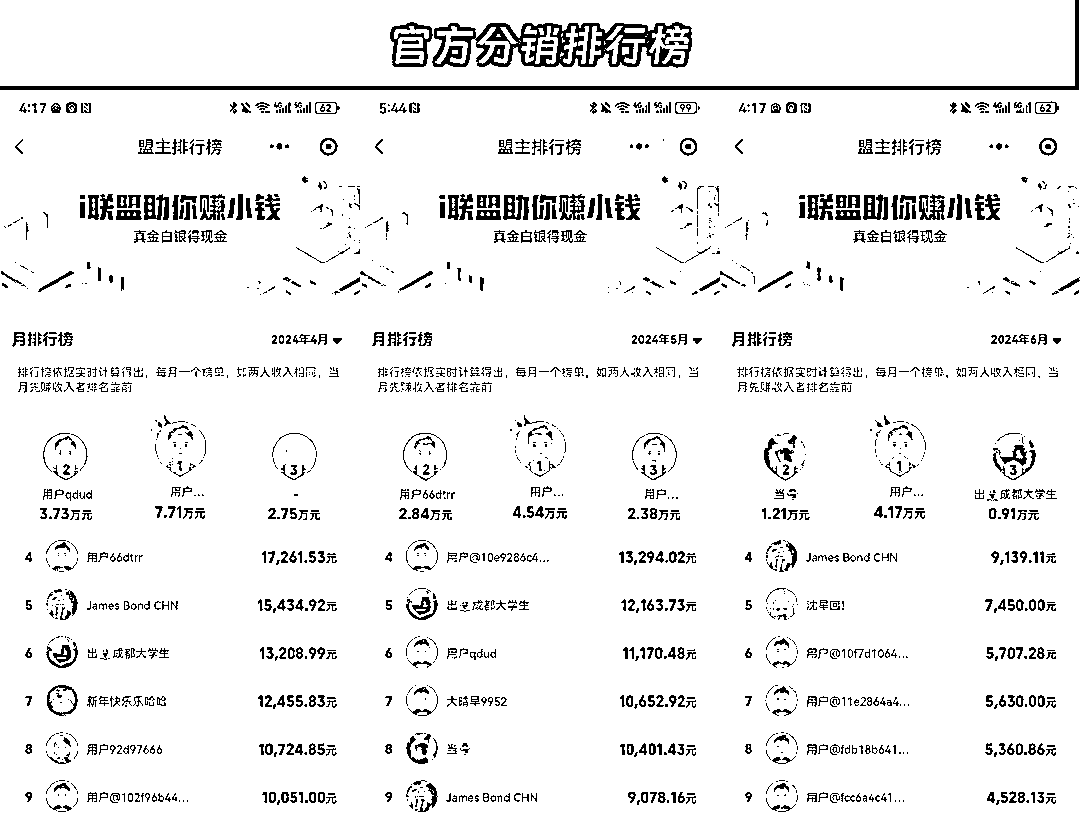 官方分销排行榜
4:17
62
盟主排行榜
i联盟助你赚小钱
真金白银得现金
月排行榜
2024年4月
排行榜依据实时计算得出，每月一个榜单，如两人收入相同，当
月先赚收入者排名靠前
2
1
3
用户qdud
用户...
-
3.73万元
7.71万元
2.75万元
4 用户66dtrr 17,261.53元
5 James Bond CHN 15,434.92元
6 出 成都大学生 13,208.99元
7 新年快乐乐哈哈 12,455.83元
8 用户92d97666 10,724.85元
9 用户@102f96b44... 10,051.00元
5:44
99
盟主排行榜
i联盟助你赚小钱
真金白银得现金
月排行榜
2024年5月
排行榜依据实时计算得出，每月一个榜单，如两人收入相同，当
月先赚收入者排名靠前
2
1
3
用户66dtrr
用户...
用户...
2.84万元
4.54万元
2.38万元
4 用户@10e9286c4... 13,294.02元
5 出 成都大学生 12,163.73元
6 用户qdud 11,170.48元
7 大 早9952 10,652.92元
8 当 10,401.43元
9 James Bond CHN 9,078.16元
4:17
62
盟主排行榜
i联盟助你赚小钱
真金白银得现金
月排行榜
2024年6月
排行榜依据实时计算得出，每月一个榜单，如两人收入相同，当
月先赚收入者排名靠前
2
1
3
当
用户...
出 成都大学生
1.21万元
4.17万元
0.91万元
4 James Bond CHN 9,139.11元
5 沈早回! 7,450.00元
6 用户@10f7d1064... 5,707.28元
7 用户@11e2864a4... 5,630.00元
8 用户@fdb18b641... 5,360.86元
9 用户@fcc6a4c41... 4,528.13元